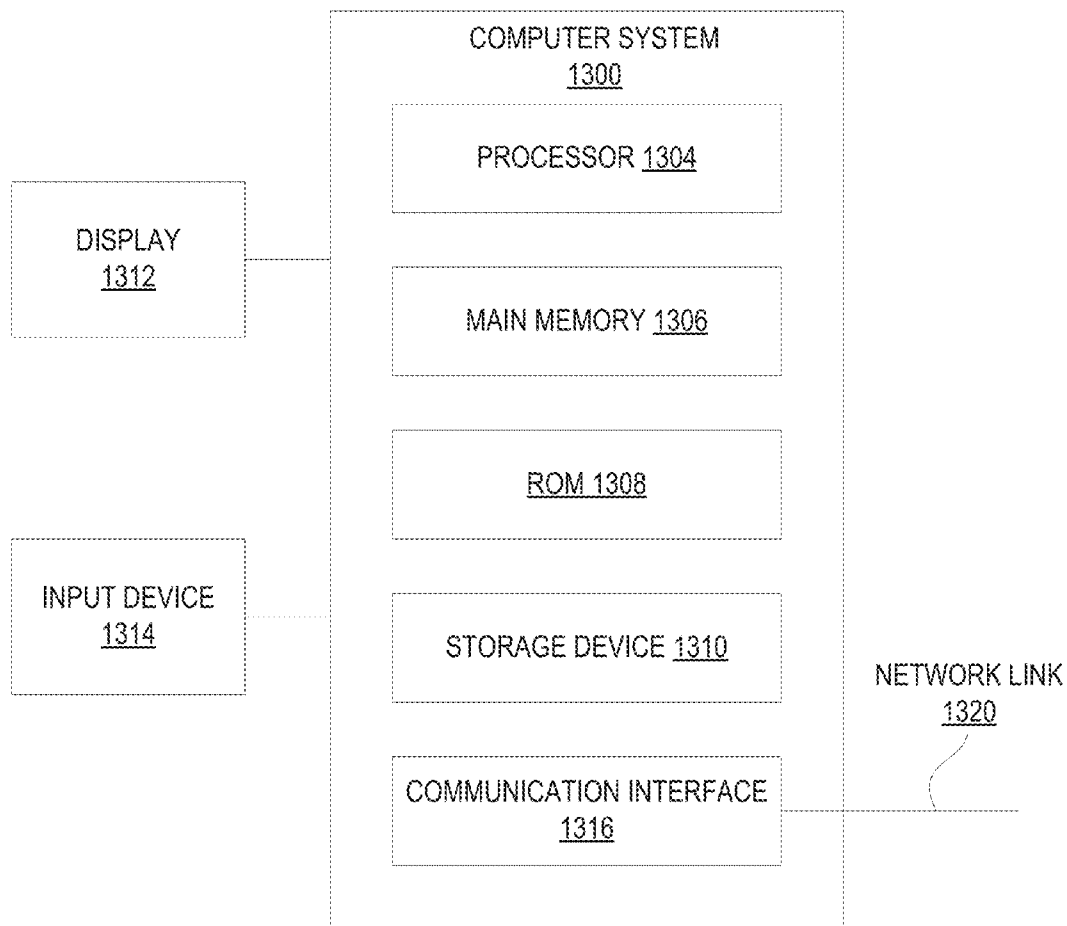 COMPUTER SYSTEM
1300
PROCESSOR 1304
DISPLAY
1312
MAIN MEMORY 1306
ROM 1308
INPUT DEVICE
1314
STORAGE DEVICE 1310
NETWORK LINK
1320
COMMUNICATION INTERFACE
1316